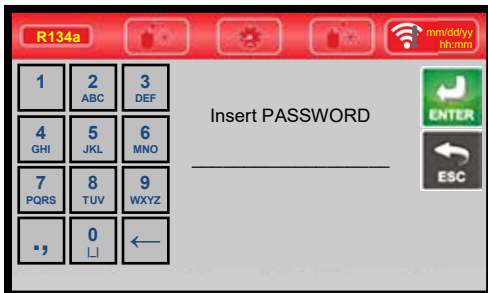 R134a
mm/dd/yy
hh:mm
1
2
ABC
3
DEF
4
GHI
5
JKL
6
MNO
7
PQRS
8
TUV
9
WXYZ
.,
0
←
Insert PASSWORD
ENTER
ESC